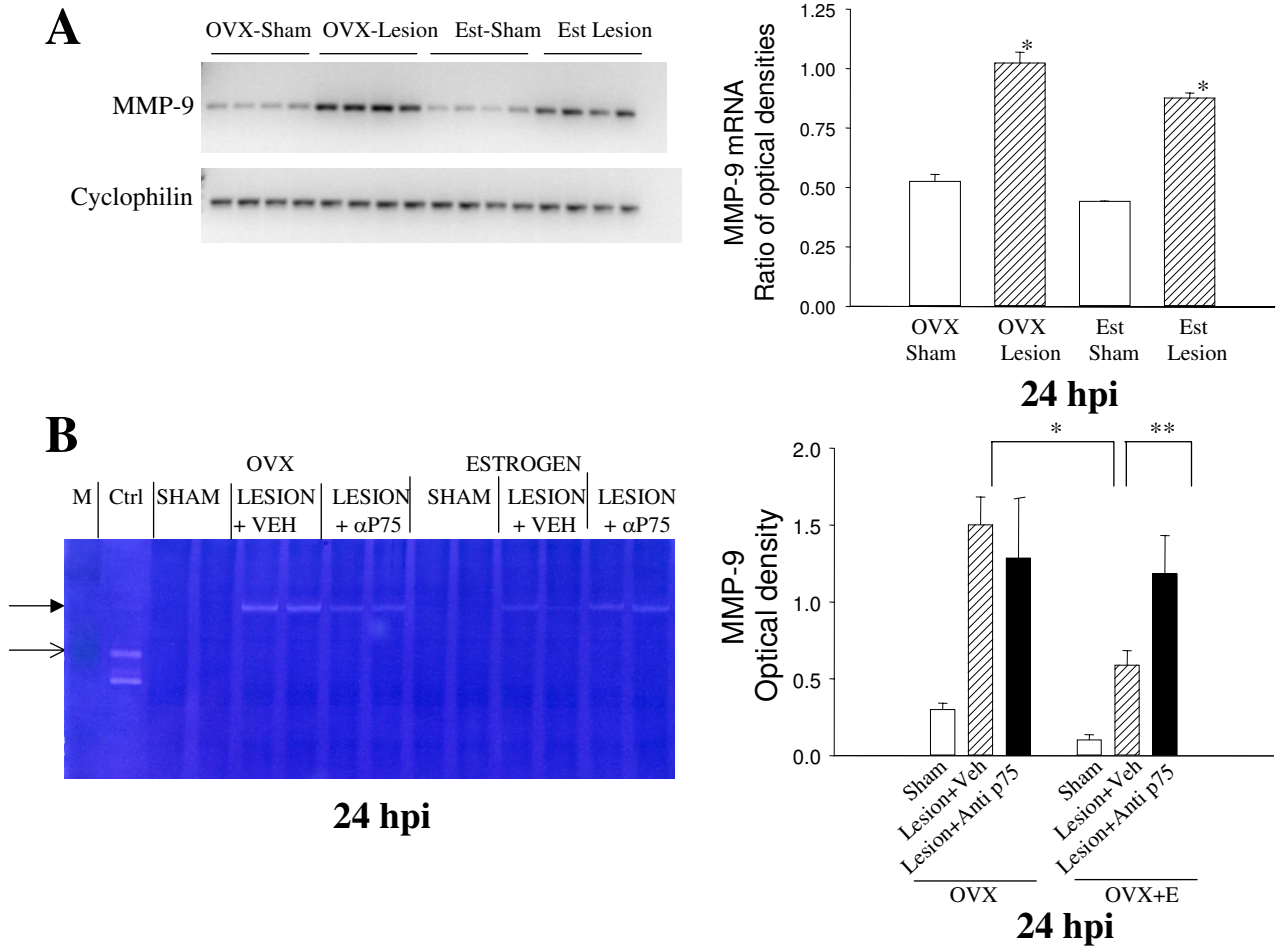 A
OVX-Sham OVX-Lesion Est-Sham Est Lesion
MMP-9
Cyclophilin
MMP-9 mRNA
Ratio of optical densities
1.25
1.00
0.75
0.50
0.25
0.00
*
*
OVX OVX Est Est
Sham Lesion Sham Lesion
24 hpi
B
OVX ESTROGEN
M Ctrl SHAM LESION LESION SHAM LESION LESION
+ VEH + αP75 + VEH + αP75
24 hpi
MMP-9
Optical density
2.0
1.5
1.0
0.5
0.0
* **
Sham
Lesion+Veh
Lesion+Anti p75
Sham
Lesion+Veh
Lesion+Anti p75
OVX OVX+E
24 hpi